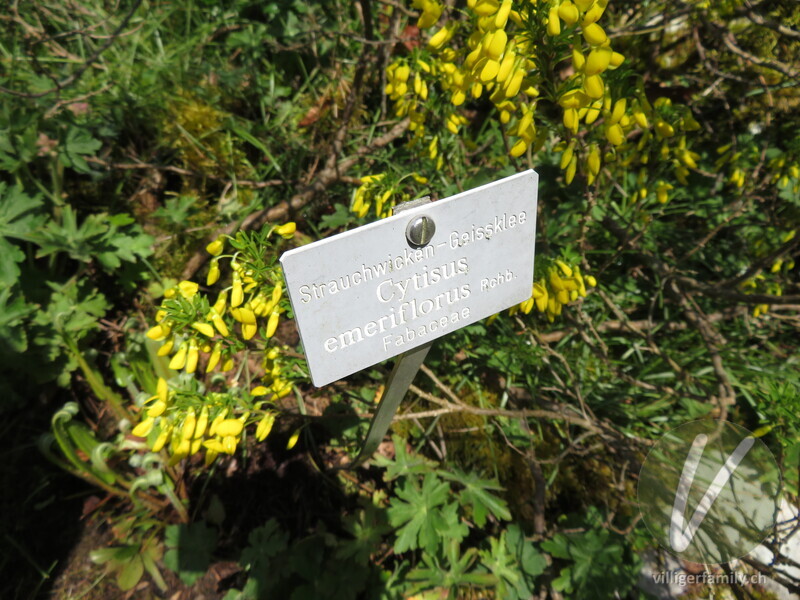 Strauchwicken-Geissklee
Cytisus
emeriflorus Rchb.
Fabaceae
V
villigerfamily.ch